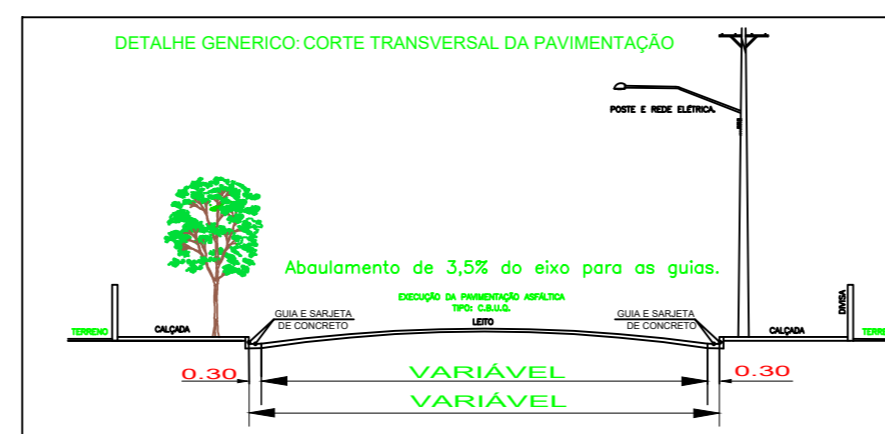 DETALHE GENERICO: CORTE TRANSVERSAL DA PAVIMENTAÇÃO
POSTE E REDE ELÉTRICA.
Abaulamento de 3,5% do eixo para as guias.
EXECUÇÃO DA PAVIMENTAÇÃO ASFÁLTICA
TIPO: C.B.U.Q.
GUIA E SARJETA
DE CONCRETO
LEITO
GUIA E SARJETA
DE CONCRETO
DIVISA
TERRENO
CALÇADA
CALÇADA
TERRE
0.30
VARIÁVEL
0.30
VARIÁVEL